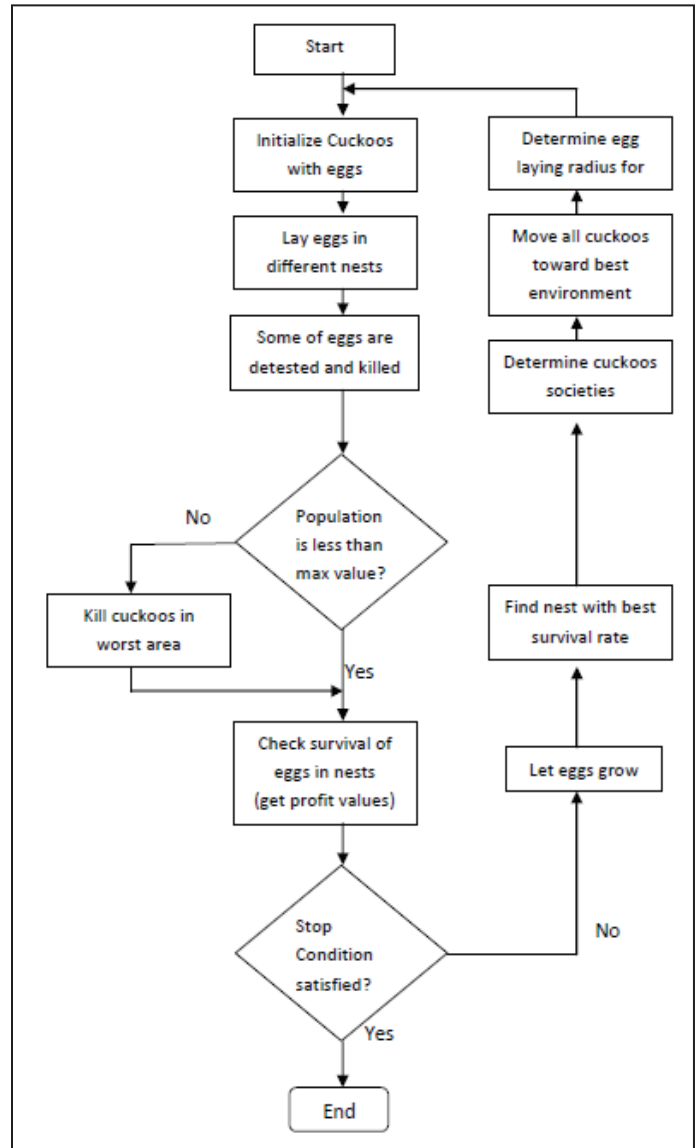 Start
Initialize Cuckoos
with eggs
Lay eggs in
different nests
Some of eggs are
detested and killed
Population
is less than
max value?
No
Kill cuckoos in
worst area
Yes
Check survival of
eggs in nests
(get profit values)
Stop
Condition
satisfied?
Yes
End
No
Let eggs grow
Find nest with best
survival rate
Determine cuckoos
societies
Move all cuckoos
toward best
environment
Determine egg
laying radius for